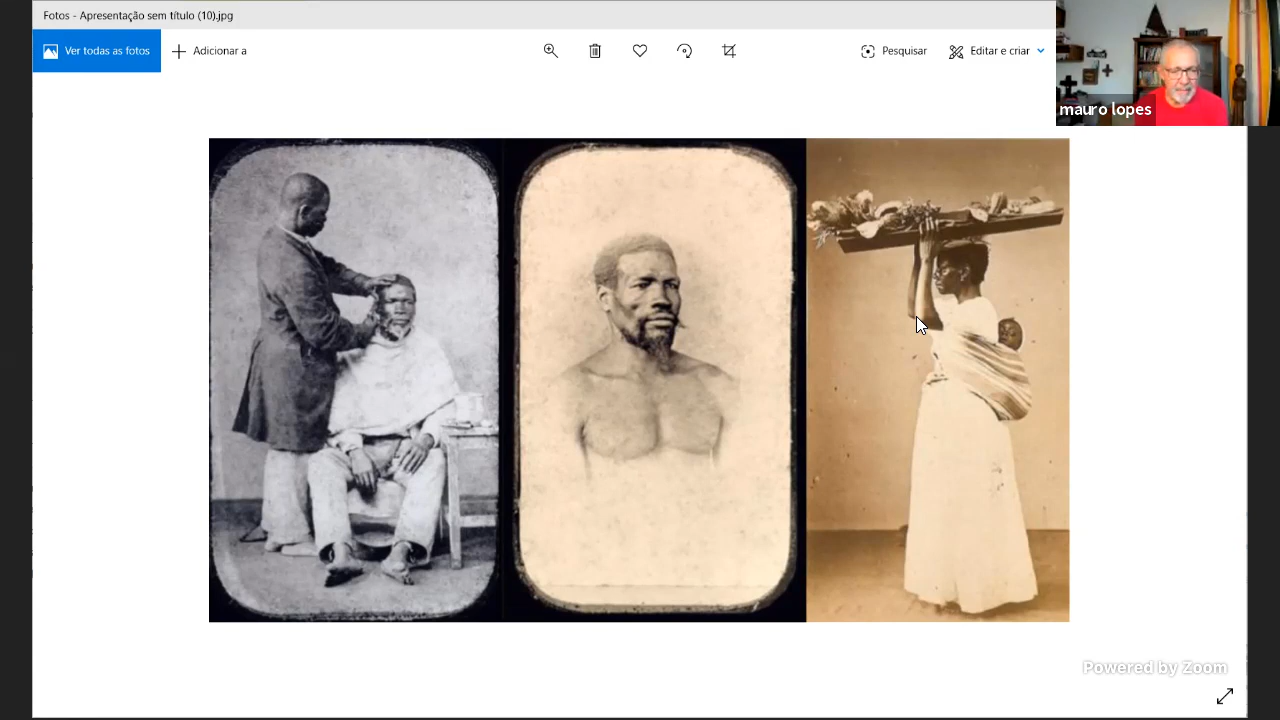 Fotos - Apresentação sem título (10).jpg
Ver todas as fotos
Adicionar a
Pesquisar
Editar e criar
mauro lopes
Powered by Zoom